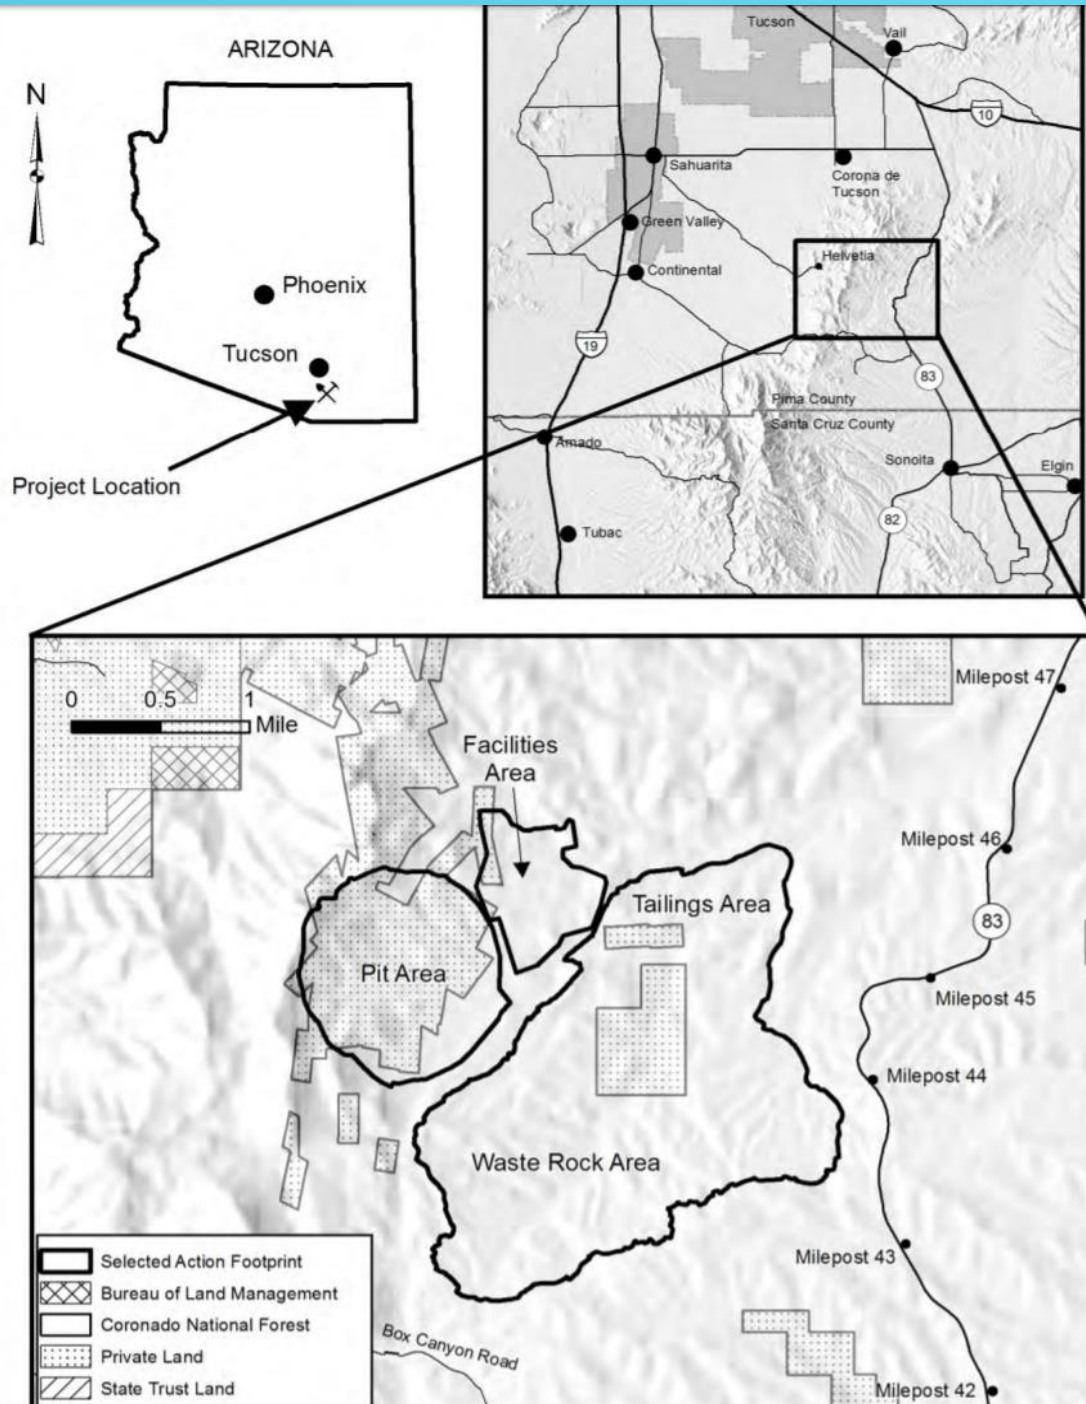 ARIZONA
N
Phoenix
Tucson
Project Location
Tucson
Vail
10
Sahuarita
Corona de
Tucson
Green Valley
Helvetia
Continental
19
83
Pima County
Santa Cruz County
Amado
Sonoita
Elgin
82
Tubac
0 0.5 1
Mile
Facilities
Area
Milepost 47
Milepost 46
Tailings Area
83
Pit Area
Milepost 45
Milepost 44
Waste Rock Area
Milepost 43
Selected Action Footprint
Bureau of Land Management
Coronado National Forest
Private Land
State Trust Land
Box Canyon Road
Milepost 42